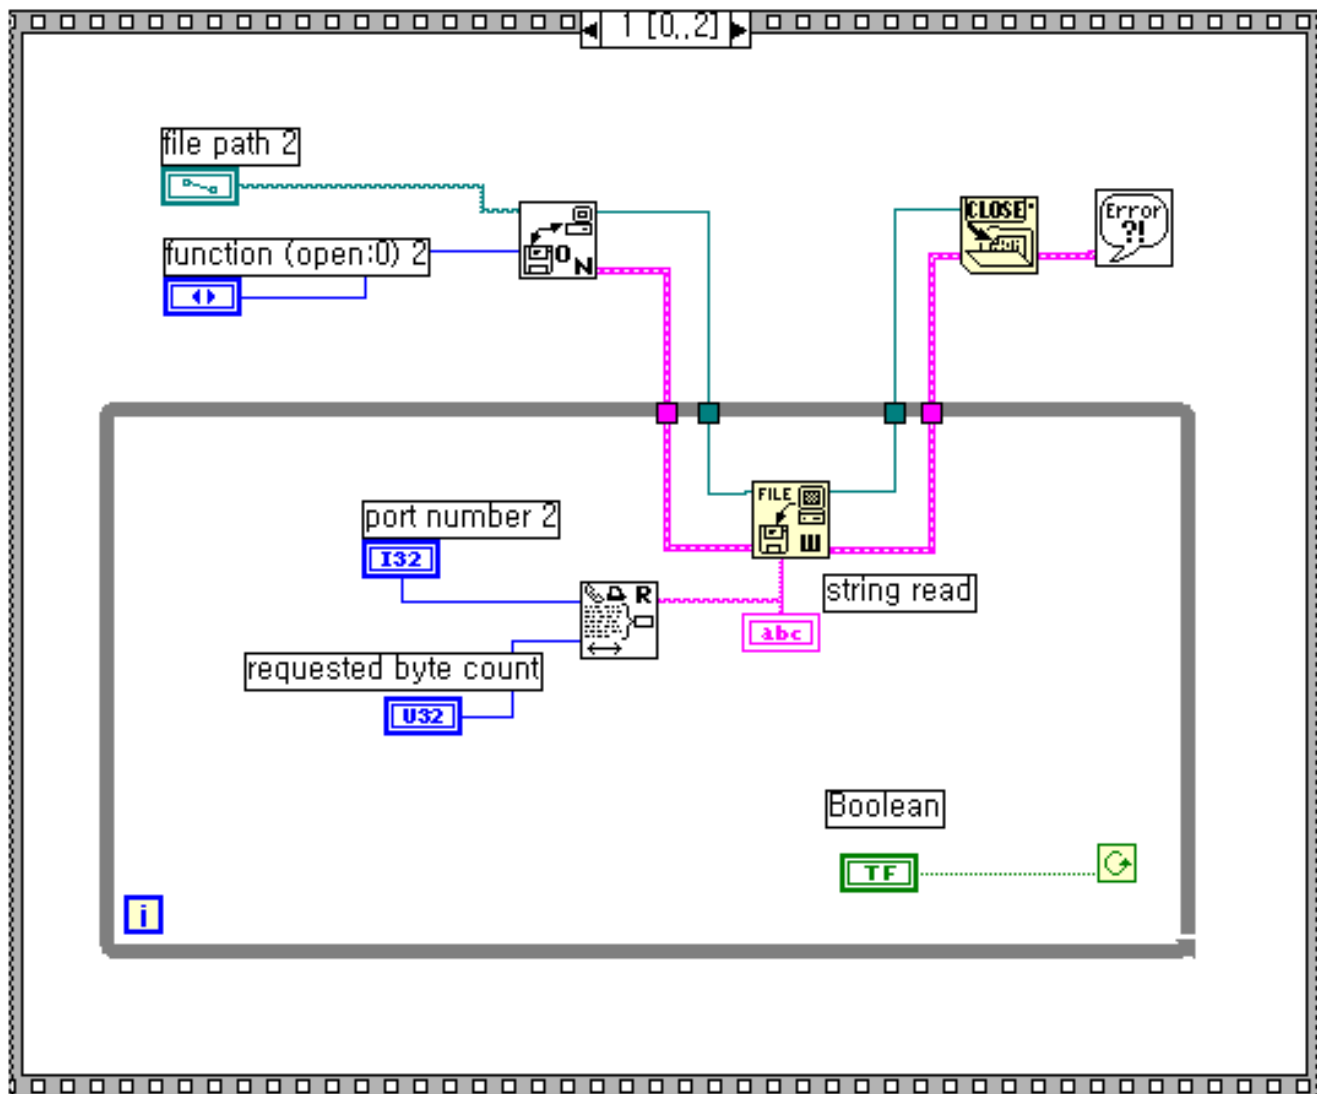 1 [0..2]
file path 2
function (open:0) 2
O
N
CLOSE
Error
?!
port number 2
I32
FILE
W
R
string read
abc
requested byte count
U32
Boolean
TF
i